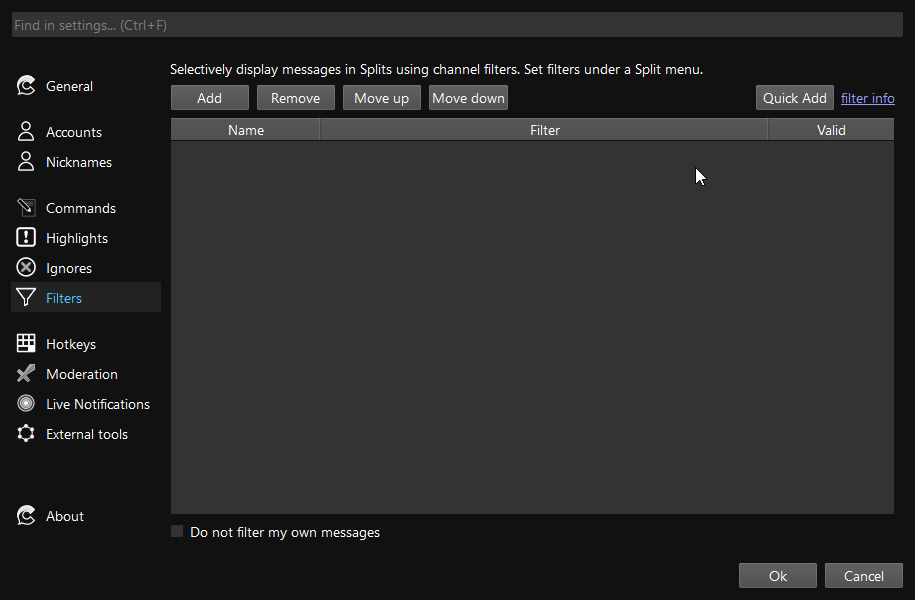 Find in settings... (Ctrl+F)
General
Accounts
Nicknames
Commands
Highlights
Ignores
Filters
Hotkeys
Moderation
Live Notifications
External tools
About
Selectively display messages in Splits using channel filters. Set filters under a Split menu.
Add Remove Move up Move down Quick Add filter info
Name Filter Valid
Do not filter my own messages
Ok Cancel